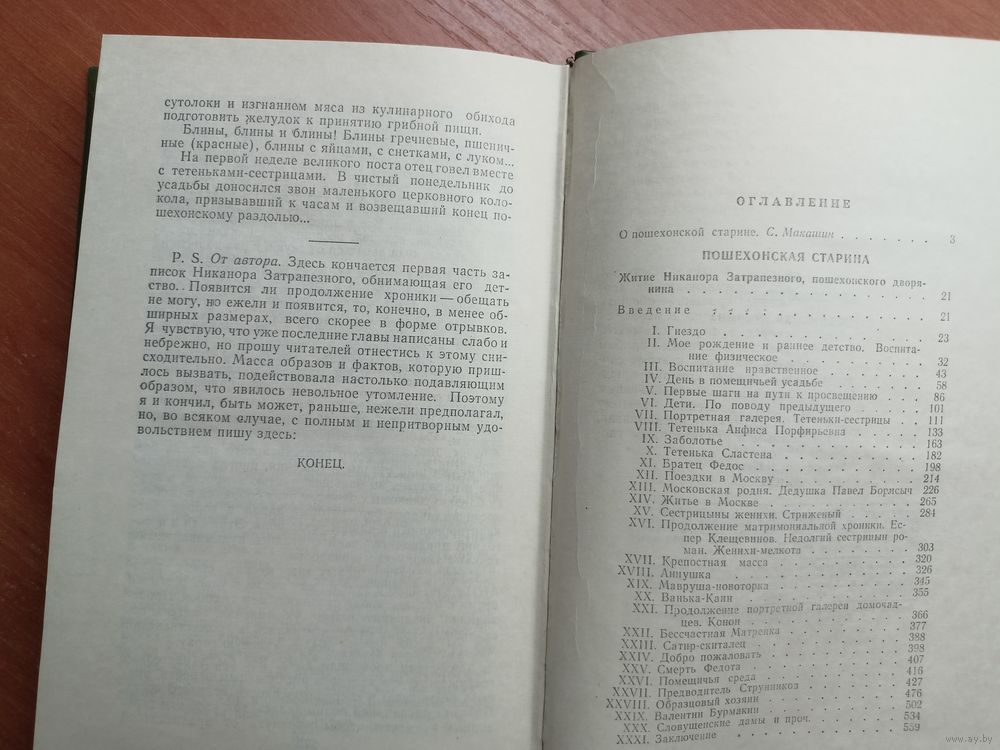 сутолоки и изгнанием мяса из кулинарного обихода
подготовить желудок к принятию грибной пищи.
Блины, блины и блины! Блины гречневые, пшенич-
ные (красные), блины с яйцами, с снетками, с луком...
На первой неделе великого поста отец говел вместе
с тетеньками-сестрицами. В чистый понедельник до
усадьбы доносился звон маленького церковного коло-
кола, призывавший к часам и возвещавший конец по-
шехонскому раздолью...
P. S. От автора. Здесь кончается первая часть за-
писок Никанора Затрапезного, обнимающая его дет-
ство. Появится ли продолжение хроники — обещать
не могу, но ежели и появится, то, конечно, в менее об-
ширных размерах, всего скорее в форме отрывков.
Я чувствую, что уже последние главы написаны слабо и
небрежно, но прошу читателей отнестись к этому сни-
сходительно. Масса образов и фактов, которую приш-
лось вызвать, подействовала настолько подавляющим
образом, что явилось невольное утомление. Поэтому
я и кончил, быть может, раньше, нежели предполагал,
но, во всяком случае, с полным и непритворным удо-
вольствием пишу здесь:
КОНЕЦ.
ОГЛАВЛЕНИЕ
О пошехонской старине. С. Макашин . . . . . . . 3
ПОШЕХОНСКАЯ СТАРИНА
Житие Никанора Затрапезного, пошехонского дворя-
нина . . . . . . . . . . . . . . 21
Введение . . . . . . . . . . . . . 21
I. Гнездо . . . . . . . . . . . 23
II. Мое рождение и раннее детство. Воспита-
ние физическое . . . . . . . . . 32
III. Воспитание нравственное . . . . . . 43
IV. День в помещичьей усадьбе . . . . . 58
V. Первые шаги на пути к просвещению . . . 86
VI. Дети. По поводу предыдущего . . . . 101
VII. Портретная галерея. Тетеньки-сестрицы . . 111
VIII. Тетенька Анфиса Порфирьевна . . . . 133
IX. Заболотье . . . . . . . . . . 163
X. Тетенька Сластена . . . . . . . 182
XI. Братец Федос . . . . . . . . . 198
XII. Поездки в Москву . . . . . . . 214
XIII. Московская родня. Дедушка Павел Борисыч 226
XIV. Житье в Москве . . . . . . . . 265
XV. Сестрицыны женихи. Стриженый . . . . 284
XVI. Продолжение матримониальной хроники. Ес-
пер Клещевинов. Недолгий сестрицын ро-
ман. Женихи-мелкота . . . . . . . 303
XVII. Крепостная масса . . . . . . . . 320
XVIII. Аннушка . . . . . . . . . . 326
XIX. Мавруша-новоторка . . . . . . . 345
XX. Ванька-Каин . . . . . . . . . 355
XXI. Продолжение портретной галереи домочад-
цев. Конон . . . . . . . . . . 366
XXII. Бессчастная Матренка . . . . . . 377
XXIII. Сатир-скиталец . . . . . . . . 388
XXIV. Добро пожаловать . . . . . . . 398
XXV. Смерть Федота . . . . . . . . 407
XXVI. Помещичья среда . . . . . . . 416
XXVII. Предводитель Струнников . . . . . 427
XXVIII. Образцовый хозяин . . . . . . . 476
XXIX. Валентин Бурмакин . . . . . . . 502
XXX. Словущенские дамы и проч. . . . . . 534
XXXI. Заключение . . . . . . . . . 559
www.ay.by